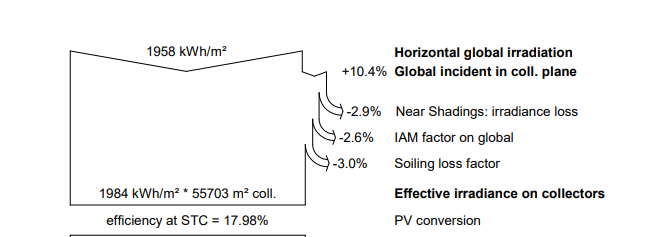 1958 kWh/m² Horizontal global irradiation
+10.4% Global incident in coll. plane
-2.9% Near Shadings: irradiance loss
-2.6% IAM factor on global
-3.0% Soiling loss factor
1984 kWh/m² * 55703 m² coll. Effective irradiance on collectors
efficiency at STC = 17.98% PV conversion